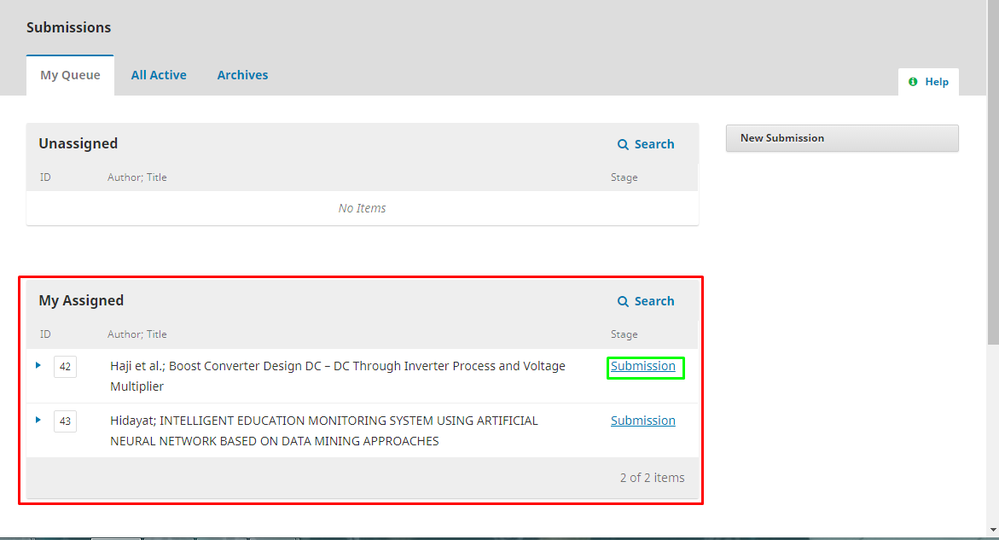 Submissions
My Queue All Active Archives
Help
Unassigned Search
ID Author; Title Stage
No Items
New Submission
My Assigned Search
ID Author; Title Stage
42 Haji et al.; Boost Converter Design DC – DC Through Inverter Process and Voltage Submission
Multiplier
43 Hidayat; INTELLIGENT EDUCATION MONITORING SYSTEM USING ARTIFICIAL Submission
NEURAL NETWORK BASED ON DATA MINING APPROACHES
2 of 2 items